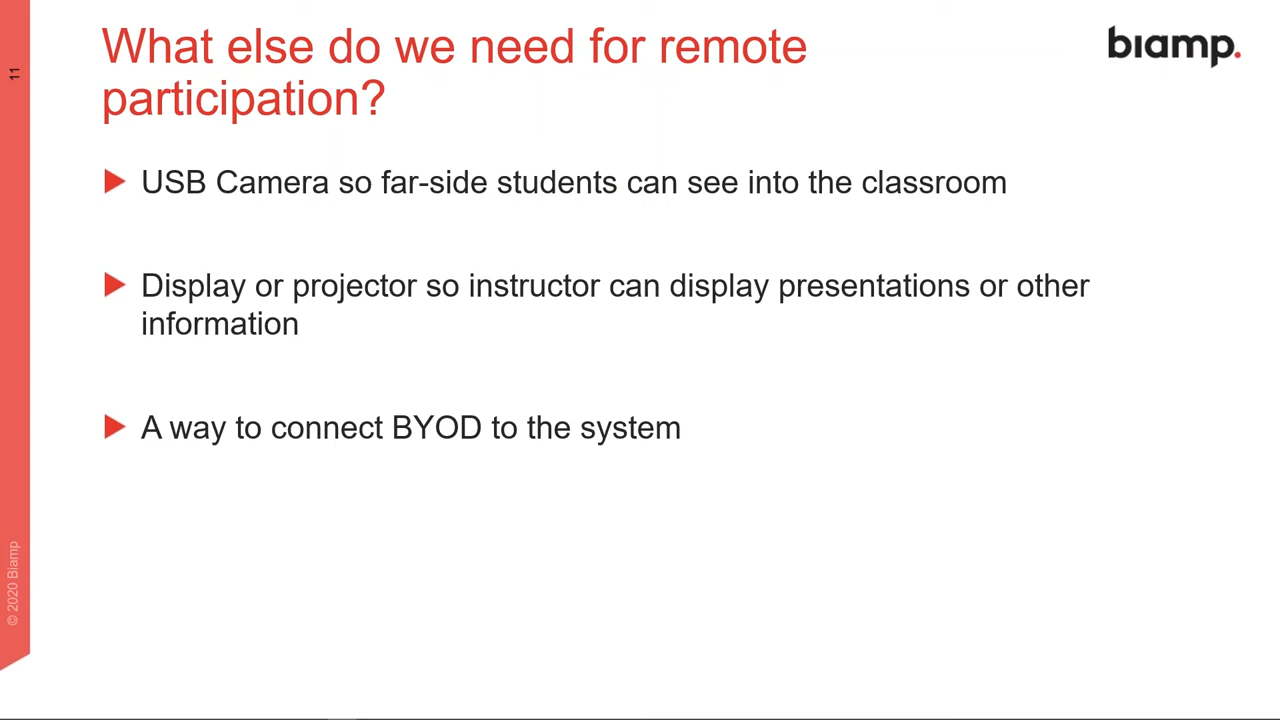 What else do we need for remote
participation?
biamp.
11
USB Camera so far-side students can see into the classroom
Display or projector so instructor can display presentations or other
information
A way to connect BYOD to the system
© 2020 Biamp